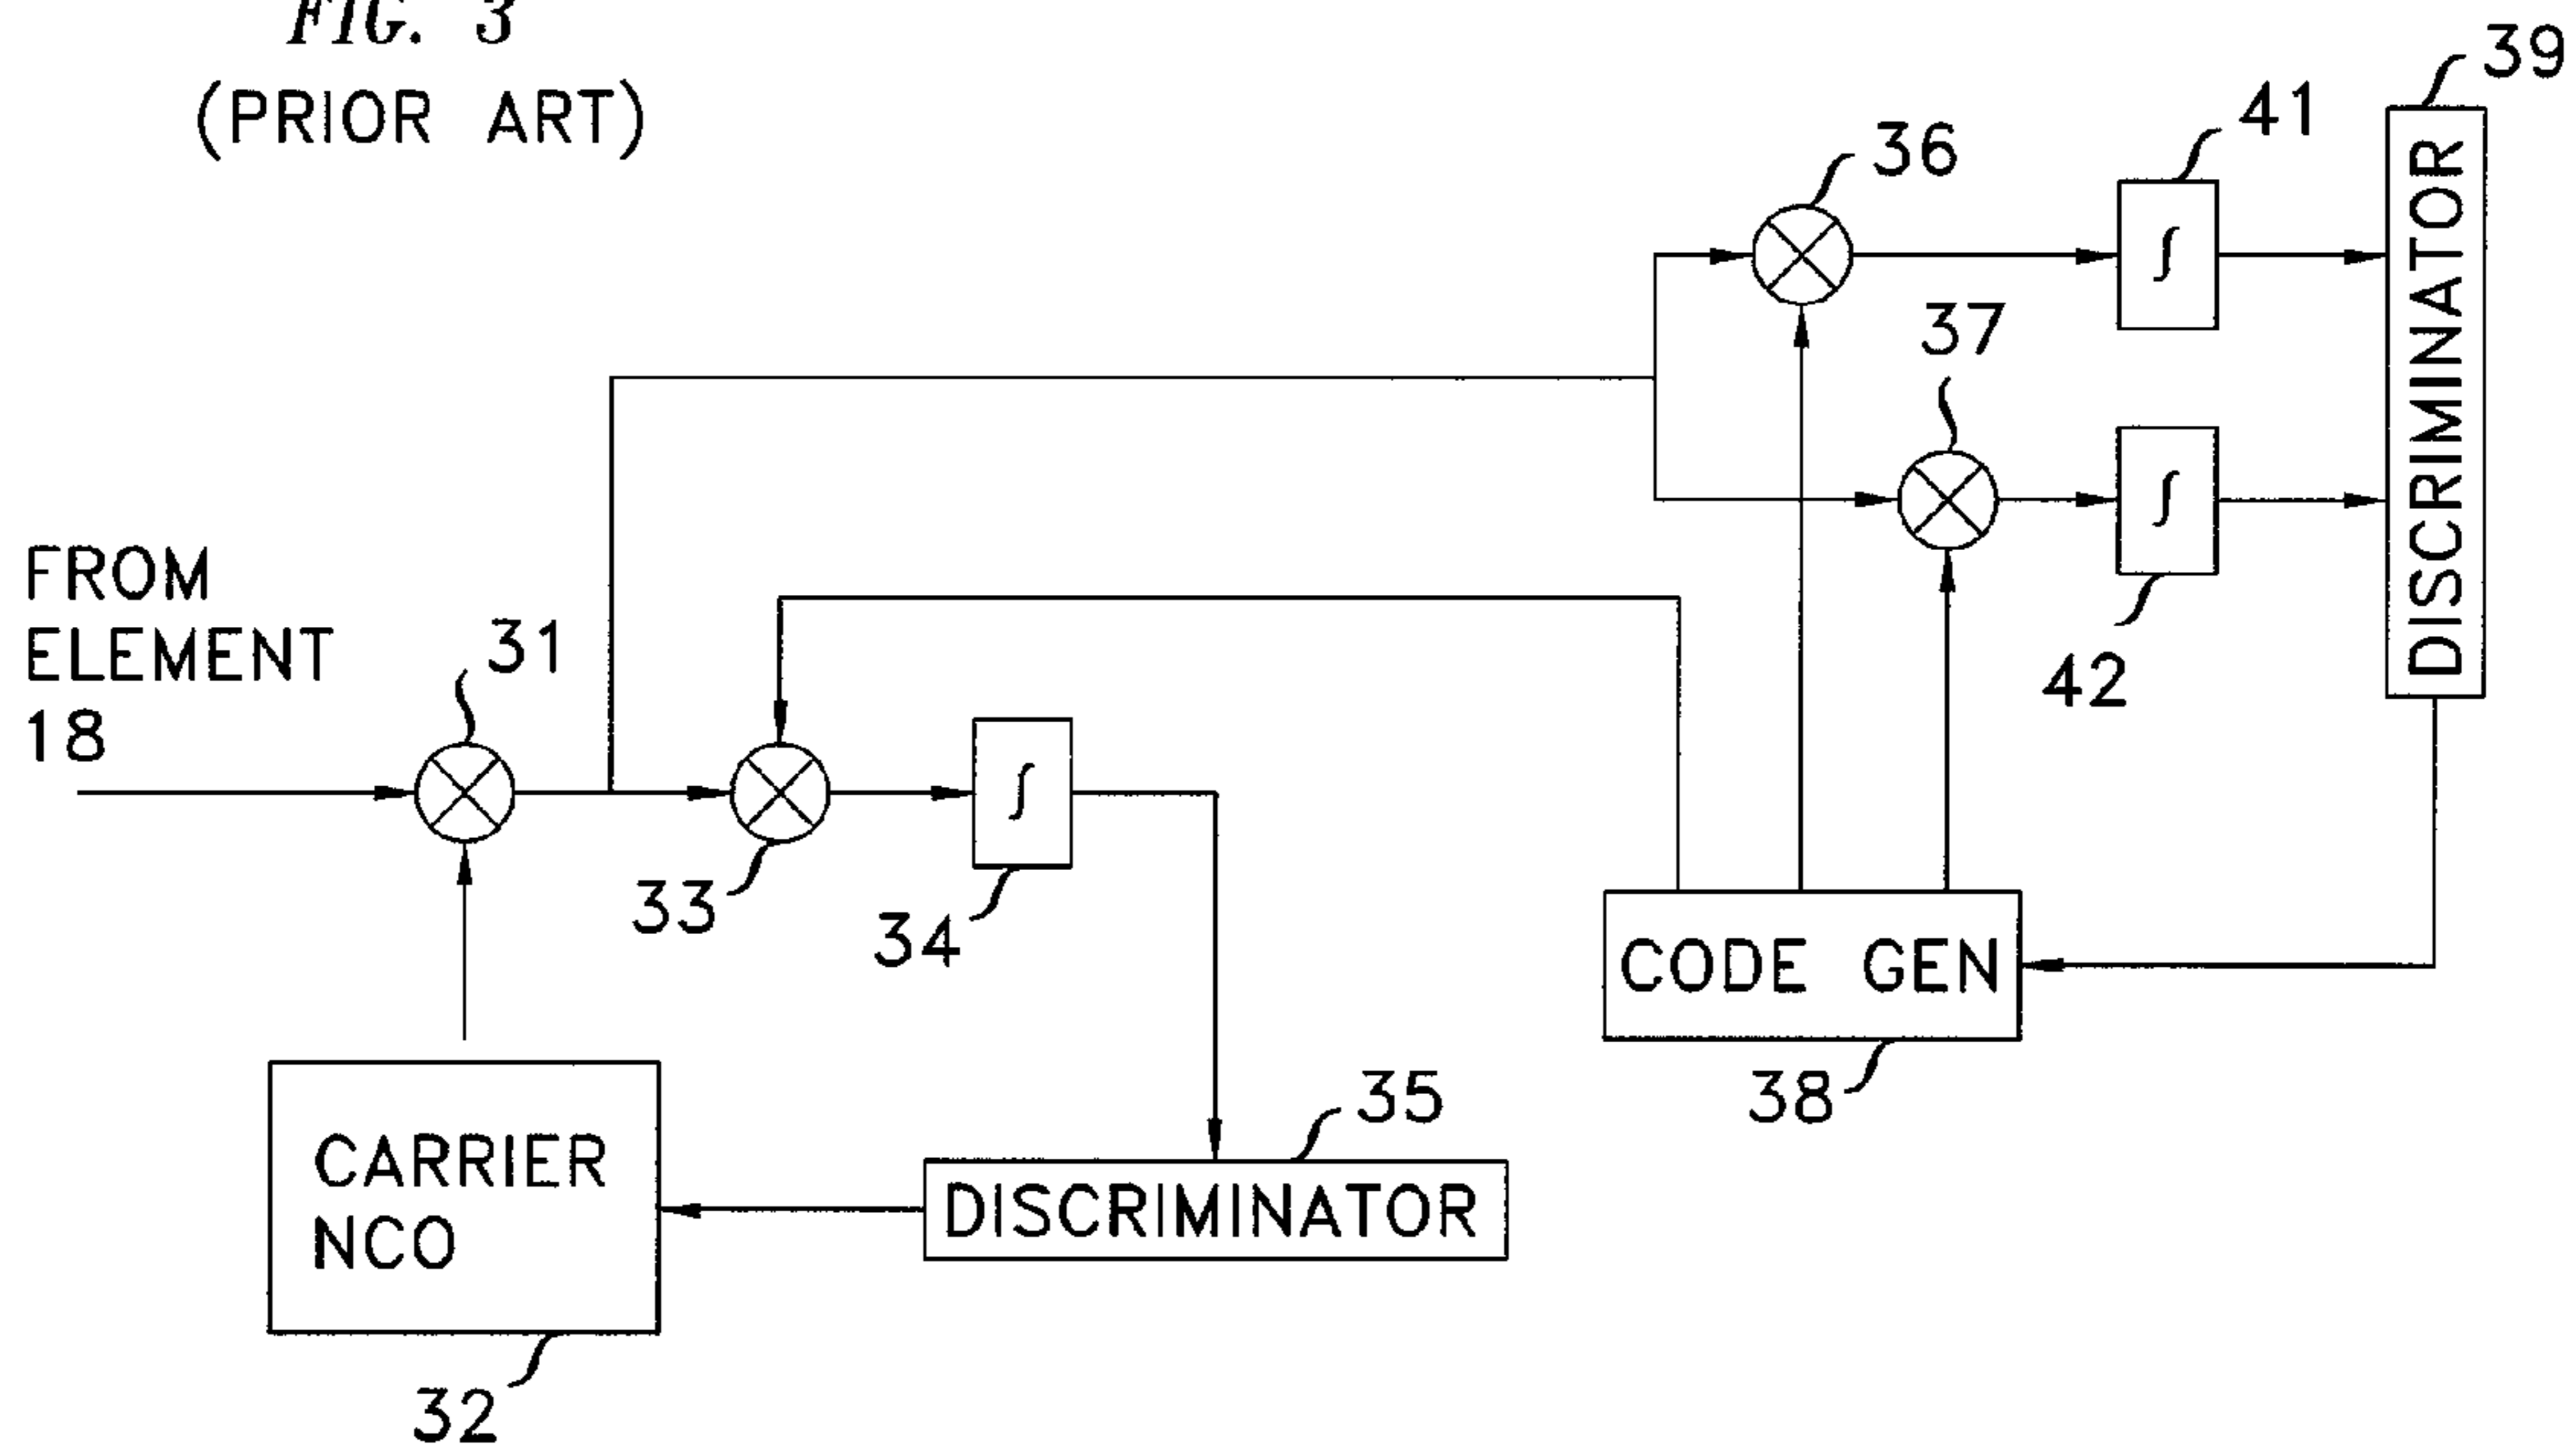 FIG. 3
(PRIOR ART)
39
41
36
DISCRIMINATOR
∫
37
∫
FROM
ELEMENT
18
31
42
∫
33
34
CODE GEN
38
35
CARRIER
NCO
DISCRIMINATOR
32